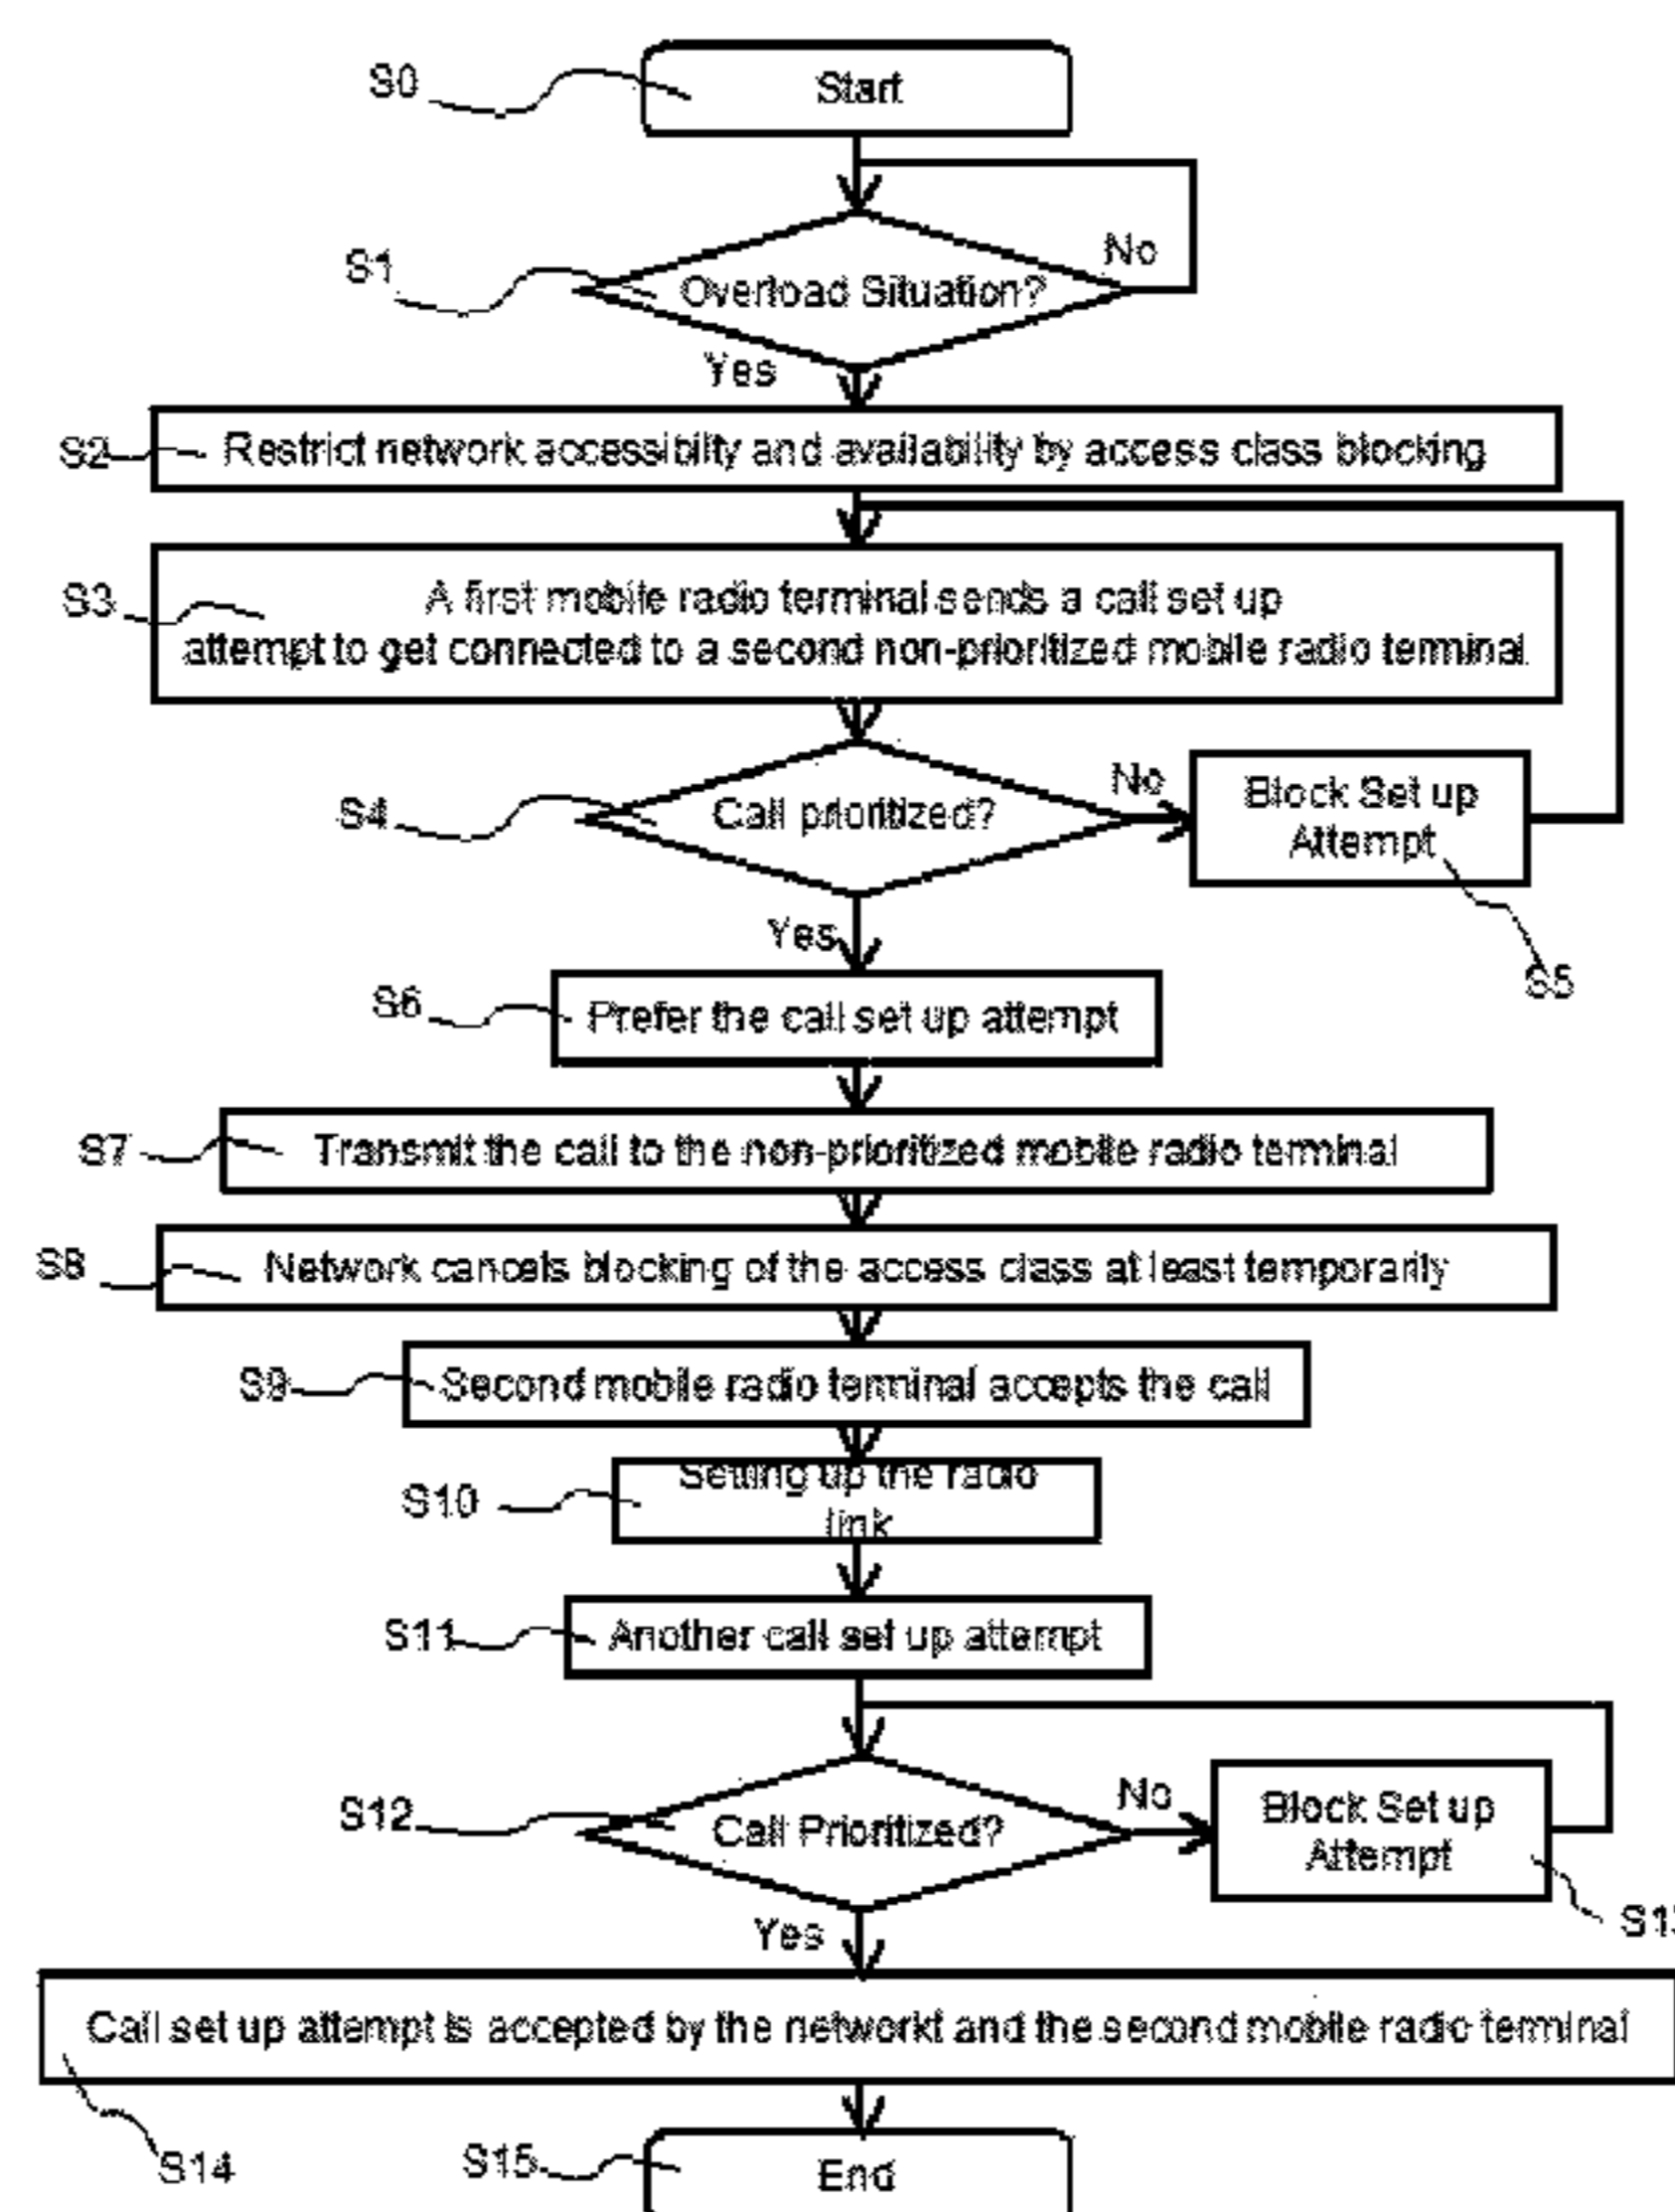 S0
Start
No
S1
Overload Situation?
Yes
S2
Restrict network accessibilty and availability by access class blocking
S3
A first mobile radio terminal sends a call set up
attempt to get connected to a second non-prioritized mobile radio terminal
S4
Call prioritized?
No
Block Set up
Attempt
S5
Yes
S6
Prefer the call set up attempt
S7
Transmit the call to the non-prioritized mobile radio terminal
S8
Network cancels blocking of the access class at least temporarily
S9
Second mobile radio terminal accepts the call
S10
Setting up the radio
link
S11
Another call set up attempt
S12
Call Prioritized?
No
Block Set up
Attempt
Yes
Call set up attempt is accepted by the networkt and the second mobile radio terminal
S14
S15
End